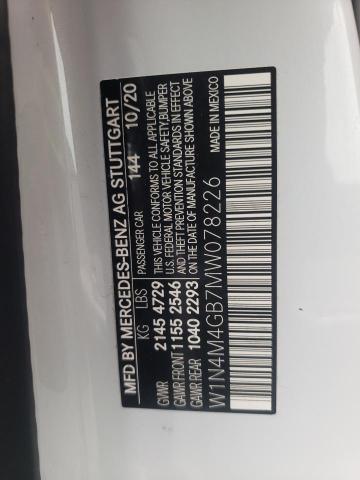 MFD BY MERCEDES-BENZ AG STUTTGART
144 10/20
KG LBS PASSENGER CAR
GVWR 2145 4729 THIS VEHICLE CONFORMS TO ALL APPLICABLE
U.S. FEDERAL MOTOR VEHICLE SAFETY, BUMPER
GAWR FRONT 1155 2546 AND THEFT PREVENTION STANDARDS IN EFFECT
GAWR REAR 1040 2293 ON THE DATE OF MANUFACTURE SHOWN ABOVE
MADE IN MEXICO
W1N4M4GB7MW078226